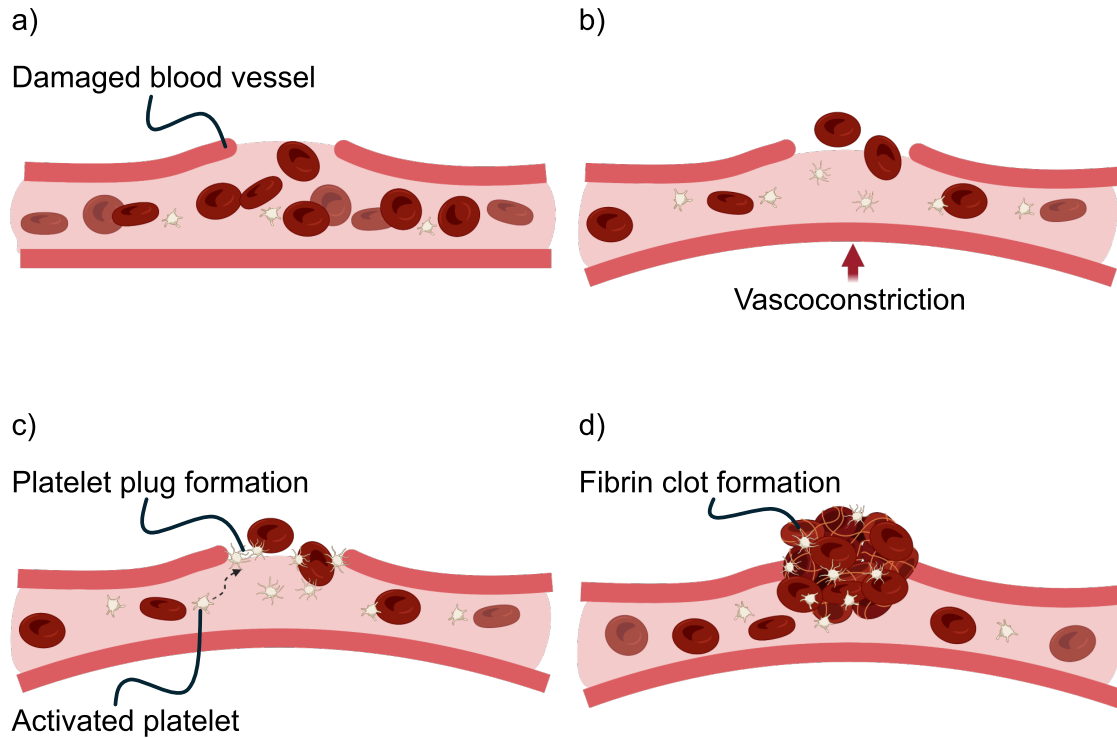 a)
Damaged blood vessel
b)
Vascoconstriction
c)
Platelet plug formation
Activated platelet
d)
Fibrin clot formation